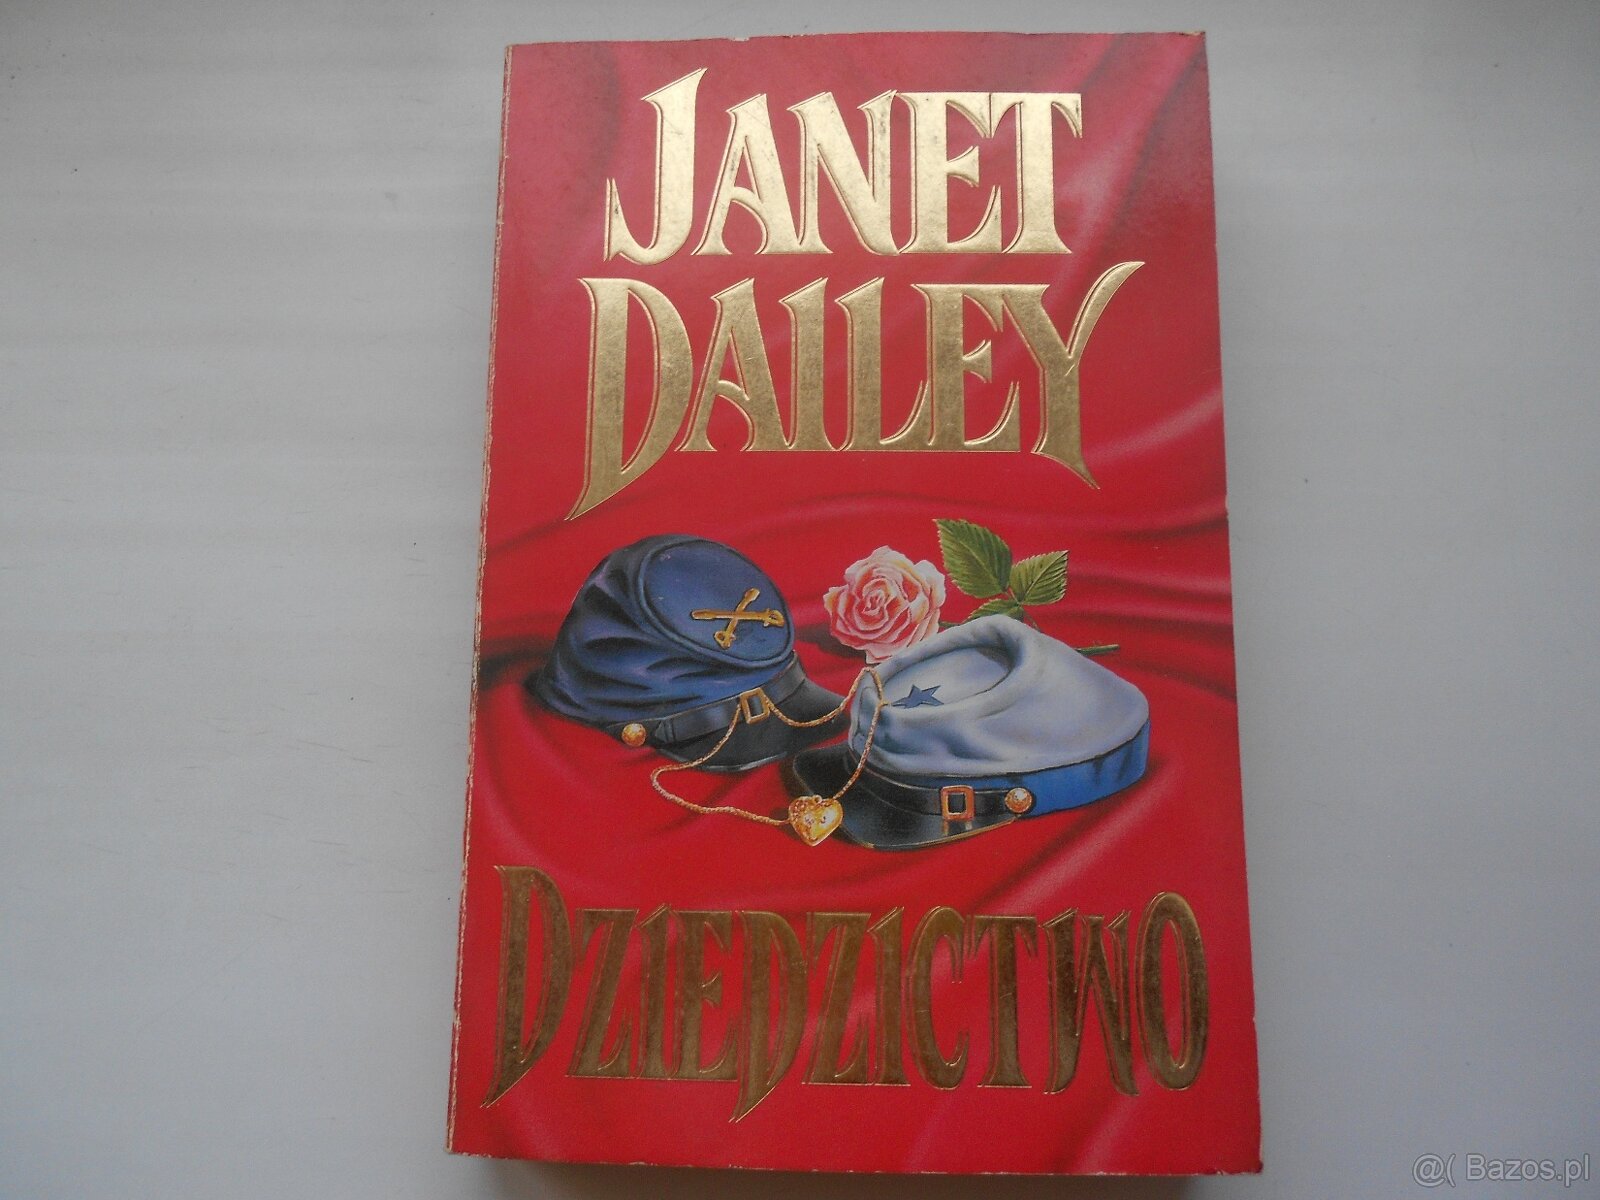 JANET
DAILEY
DZIEDZICTWO
@( Bazos.pl